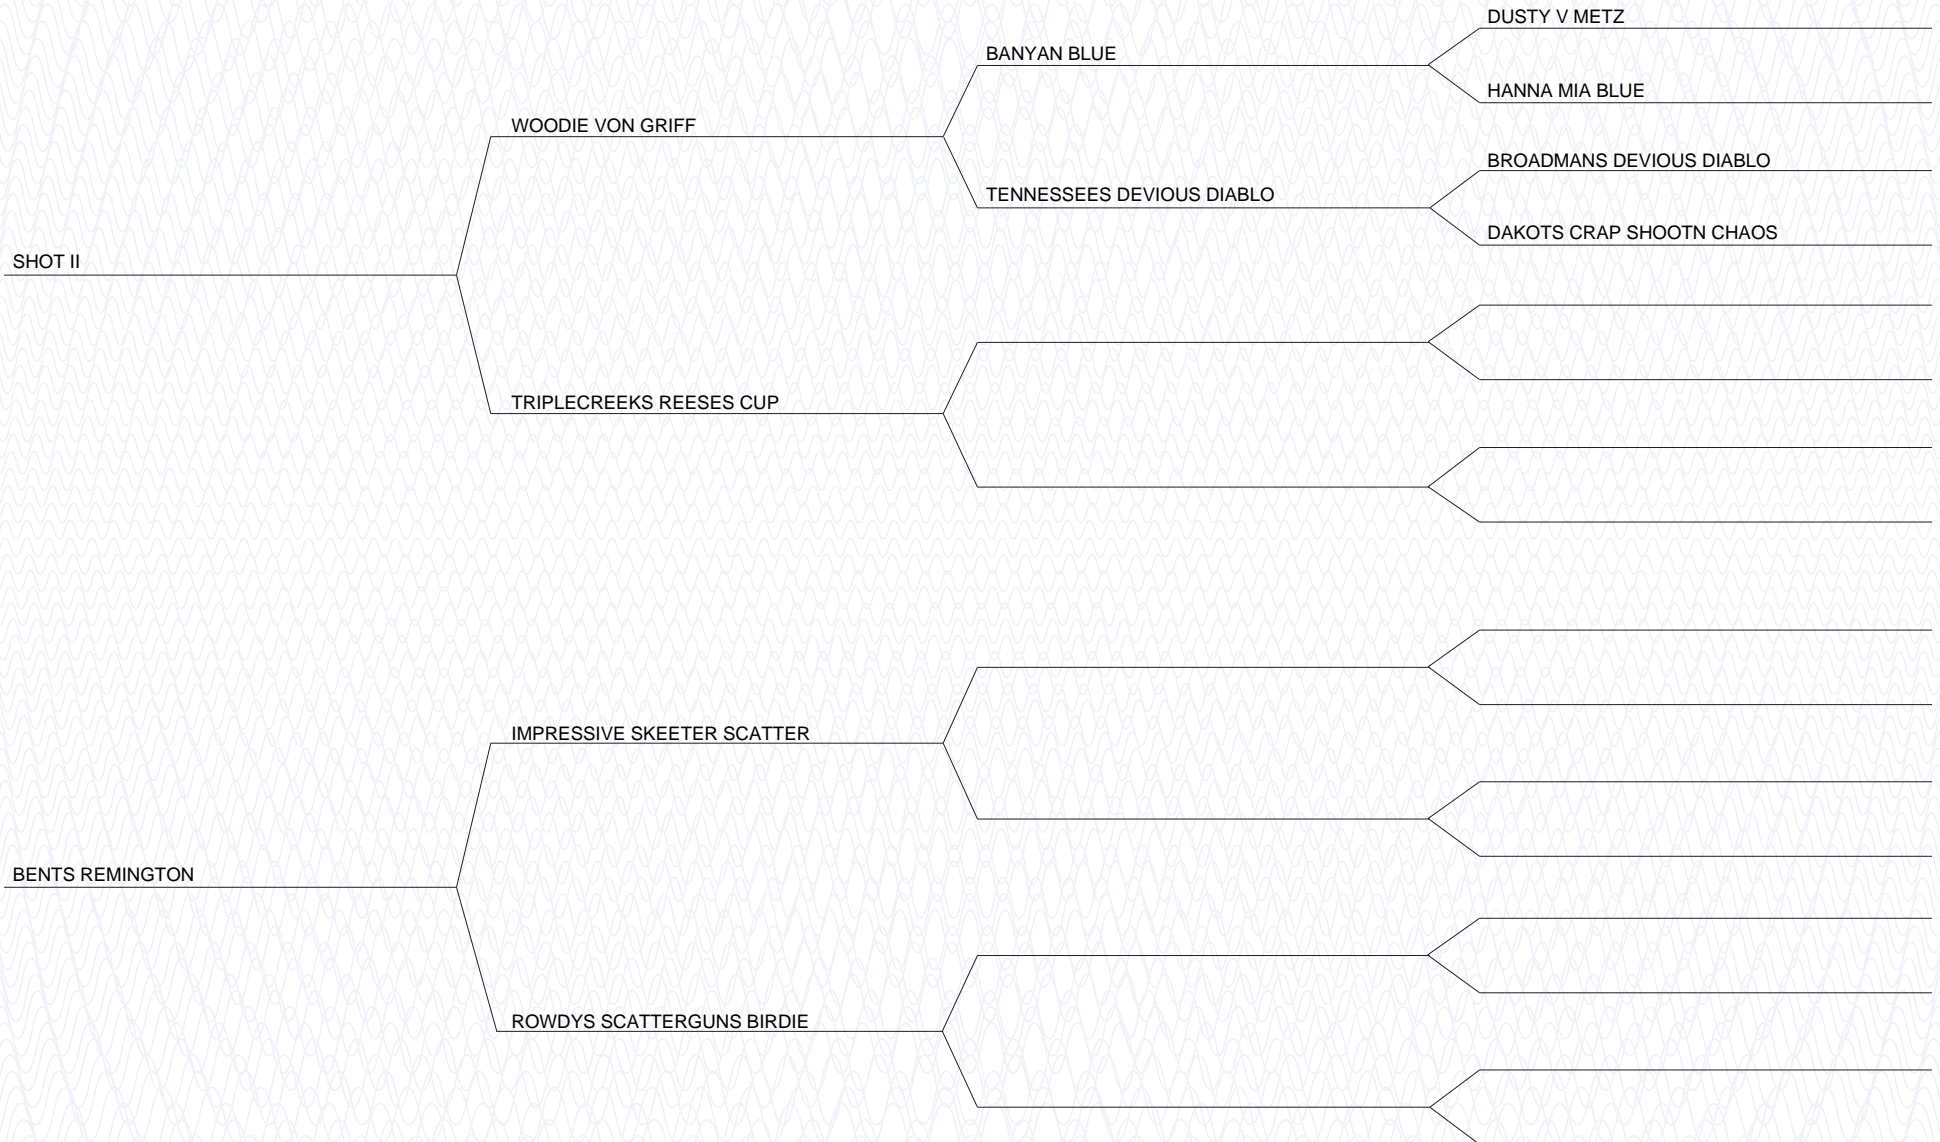 DUSTY V METZ
BANYAN BLUE
HANNA MIA BLUE
WOODIE VON GRIFF
BROADMANS DEVIOUS DIABLO
TENNESSEES DEVIOUS DIABLO
DAKOTS CRAP SHOOTN CHAOS
SHOT II
TRIPLECREEKS REESES CUP
IMPRESSIVE SKEETER SCATTER
BENTS REMINGTON
ROWDYS SCATTERGUNS BIRDIE